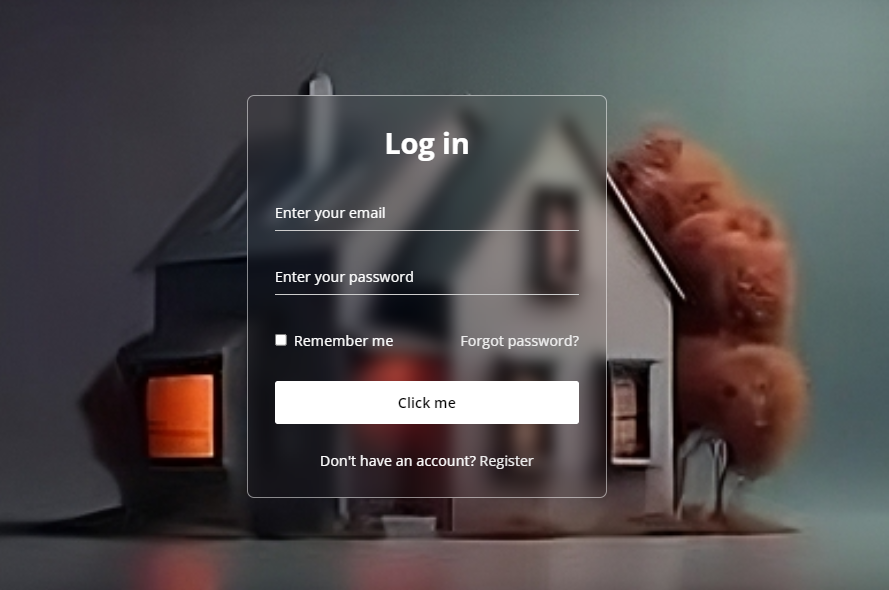 Log in
Enter your email
Enter your password
Remember me Forgot password?
Click me
Don't have an account? Register